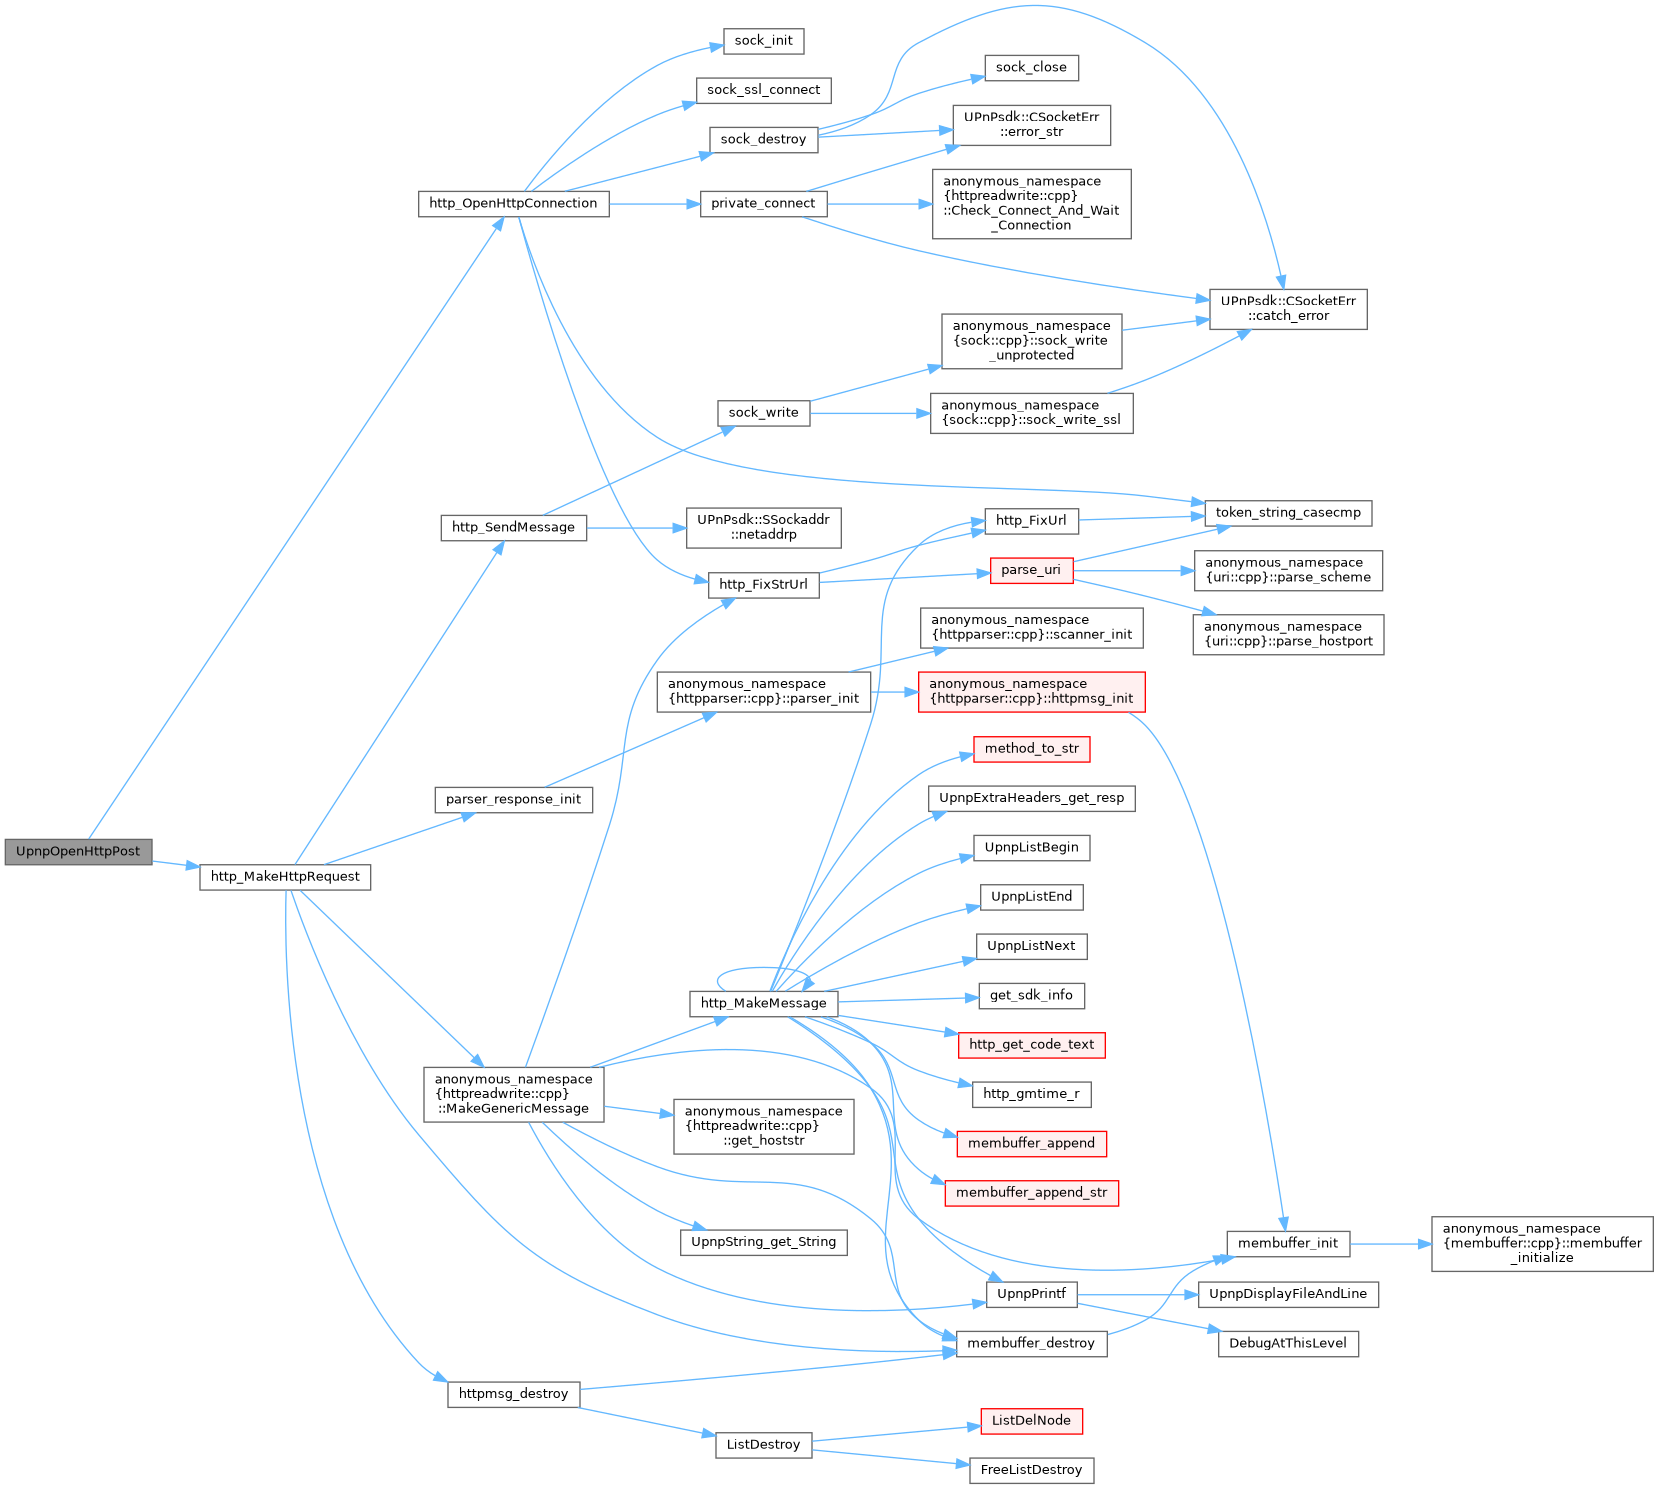 sock_init
sock_close
sock_ssl_connect
UPnPsdk::CSocketErr
::error_str
sock_destroy
anonymous_namespace
{httpreadwrite::cpp}
::Check_Connect_And_Wait
_Connection
http_OpenHttpConnection
private_connect
UPnPsdk::CSocketErr
::catch_error
anonymous_namespace
{sock::cpp}::sock_write
_unprotected
sock_write
anonymous_namespace
{sock::cpp}::sock_write_ssl
http_SendMessage
UPnPsdk::SSockaddr
::netaddrp
http_FixUrl
token_string_casecmp
http_FixStrUrl
parse_uri
anonymous_namespace
{uri::cpp}::parse_scheme
anonymous_namespace
{httpparser::cpp}::scanner_init
anonymous_namespace
{uri::cpp}::parse_hostport
anonymous_namespace
{httpparser::cpp}::parser_init
anonymous_namespace
{httpparser::cpp}::httpmsg_init
method_to_str
parser_response_init
UpnpExtraHeaders_get_resp
UpnpOpenHttpPost
http_MakeHttpRequest
UpnpListBegin
UpnpListEnd
UpnpListNext
http_MakeMessage
get_sdk_info
http_get_code_text
anonymous_namespace
{httpreadwrite::cpp}
::MakeGenericMessage
http_gmtime_r
anonymous_namespace
{httpreadwrite::cpp}
::get_hoststr
membuffer_append
membuffer_append_str
UpnpString_get_String
membuffer_init
anonymous_namespace
{membuffer::cpp}::membuffer
_initialize
UpnpPrintf
UpnpDisplayFileAndLine
membuffer_destroy
DebugAtThisLevel
httpmsg_destroy
ListDestroy
ListDelNode
FreeListDestroy